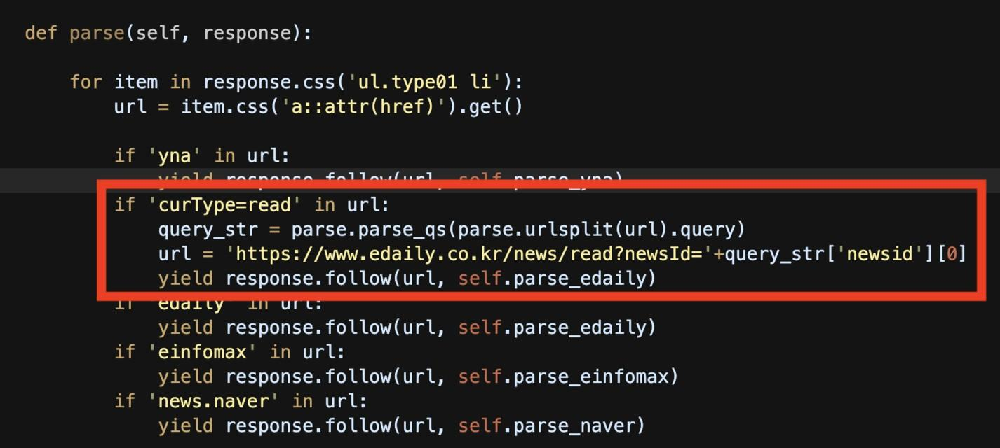 def parse(self, response):
for item in response.css('ul.type01 li'):
url = item.css('a::attr(href)').get()
if 'yna' in url:
yield response.follow(url, self.parse_yna)
if 'curType=read' in url:
query_str = parse.parse_qs(parse.urlsplit(url).query)
url = 'https://www.edaily.co.kr/news/read?newsId='+query_str['newsid'][0]
yield response.follow(url, self.parse_edaily)
if 'edaily' in url:
yield response.follow(url, self.parse_edaily)
if 'einfomax' in url:
yield response.follow(url, self.parse_einfomax)
if 'news.naver' in url:
yield response.follow(url, self.parse_naver)